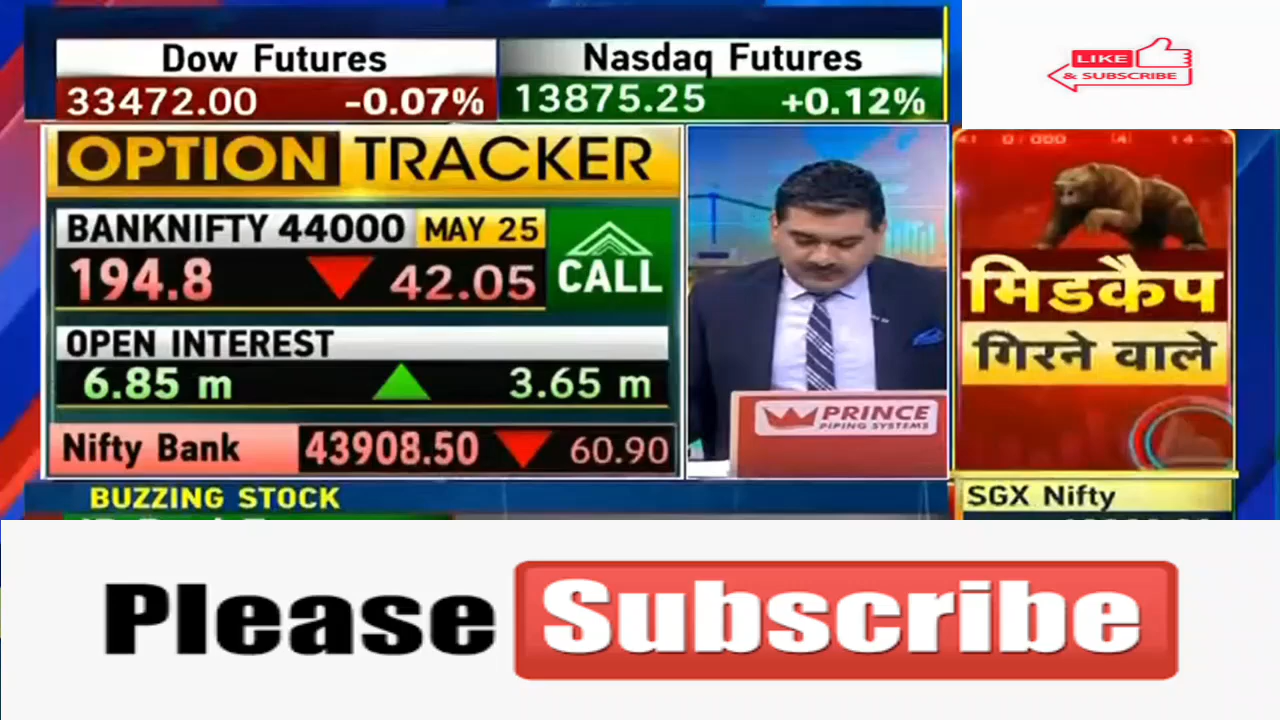 Dow Futures
33472.00 -0.07%
Nasdaq Futures
13875.25 +0.12%
LIKE
& SUBSCRIBE
OPTION TRACKER
BANKNIFTY 44000 MAY 25
194.8 42.05
CALL
OPEN INTEREST
6.85 m 3.65 m
Nifty Bank 43908.50 60.90
PRINCE
PIPING SYSTEMS
मिडकैप
गिरने वाले
BUZZING STOCK
SGX Nifty
Please Subscribe